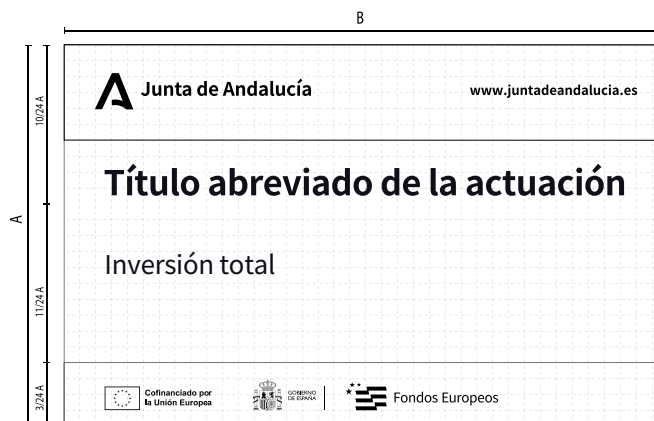 B
Junta de Andalucía
www.juntadeandalucia.es
10/24 A
Título abreviado de la actuación
A
Inversión total
11/24 A
3/24 A
Cofinanciado por
la Unión Europea
GOBIERNO
DE ESPAÑA
Fondos Europeos